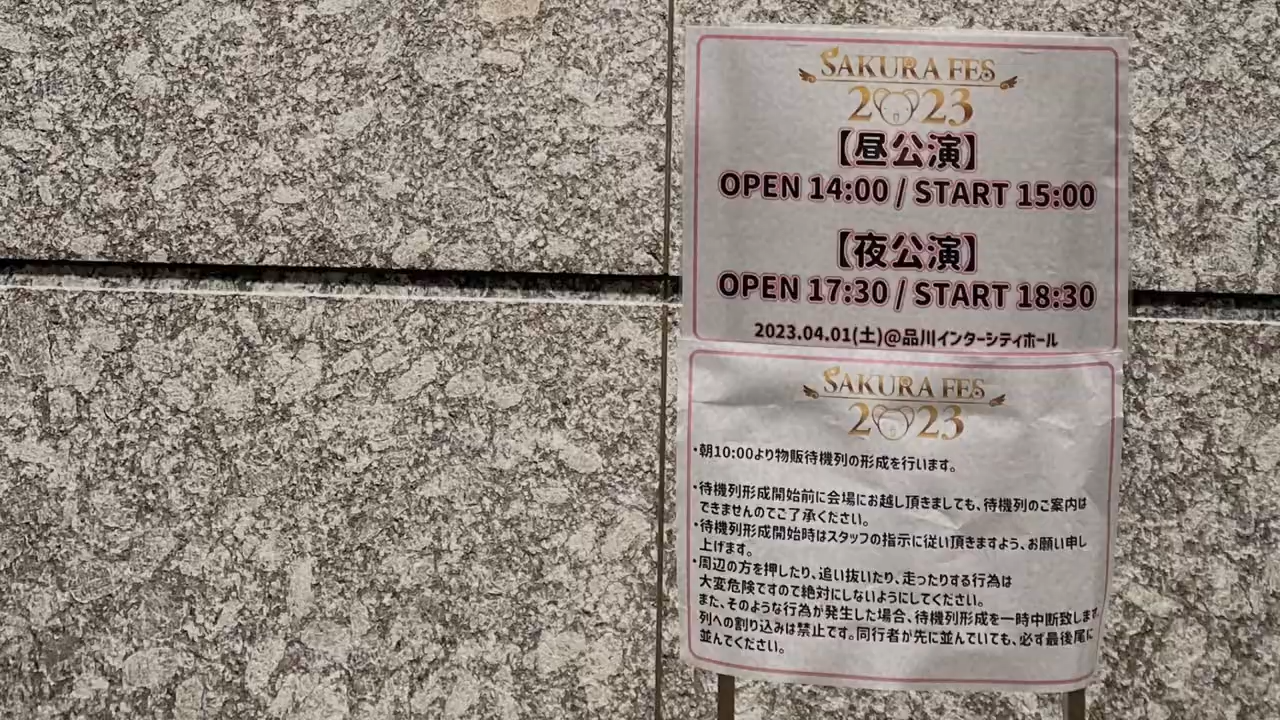 SAKURA FES
2023
【昼公演】
OPEN 14:00 / START 15:00
【夜公演】
OPEN 17:30 / START 18:30
2023.04.01(土)@品川インターシティホール
SAKURA FES
2023
・朝10:00より物販待機列の形成を行います。
・待機列形成開始前に会場にお越し頂きましても、待機列のご案内は
できませんのでご了承ください。
・待機列形成開始時はスタッフの指示に従い頂きますよう、お願い申し
上げます。
・周辺の方を押したり、追い抜いたり、走ったりする行為は
大変危険ですので絶対にしないようにしてください。
また、そのような行為が発生した場合、待機列形成を一時中断致します
列への割り込みは禁止です。同行者が先に並んでいても、必ず最後尾に
並んでください。